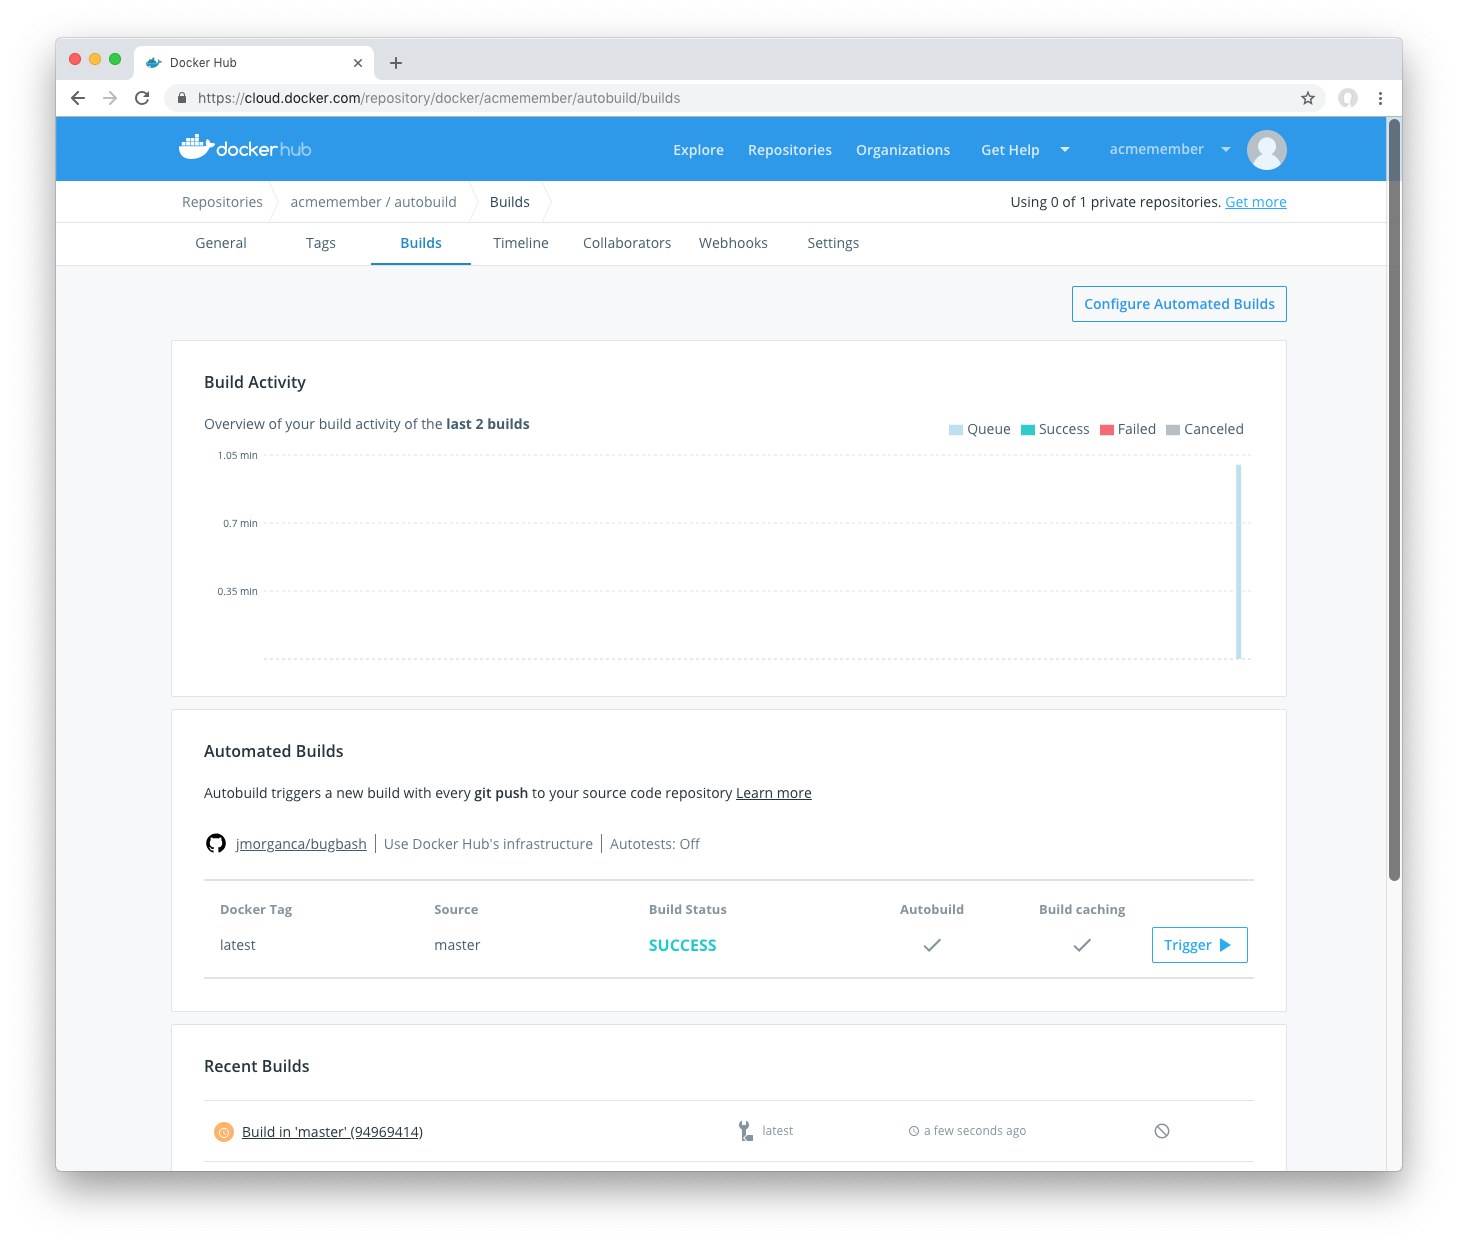 Docker Hub
https://cloud.docker.com/repository/docker/acmemember/autobuild/builds
dockerhub Explore Repositories Organizations Get Help acmemember
Repositories acmemember / autobuild Builds Using 0 of 1 private repositories. Get more
General Tags Builds Timeline Collaborators Webhooks Settings
Configure Automated Builds
Build Activity
Overview of your build activity of the last 2 builds
Queue Success Failed Canceled
1.05 min
0.7 min
0.35 min
Automated Builds
Autobuild triggers a new build with every git push to your source code repository Learn more
jmorganca/bugbash Use Docker Hub's infrastructure Autotests: Off
Docker Tag Source Build Status Autobuild Build caching
latest master SUCCESS Trigger
Recent Builds
Build in 'master' (94969414) latest a few seconds ago